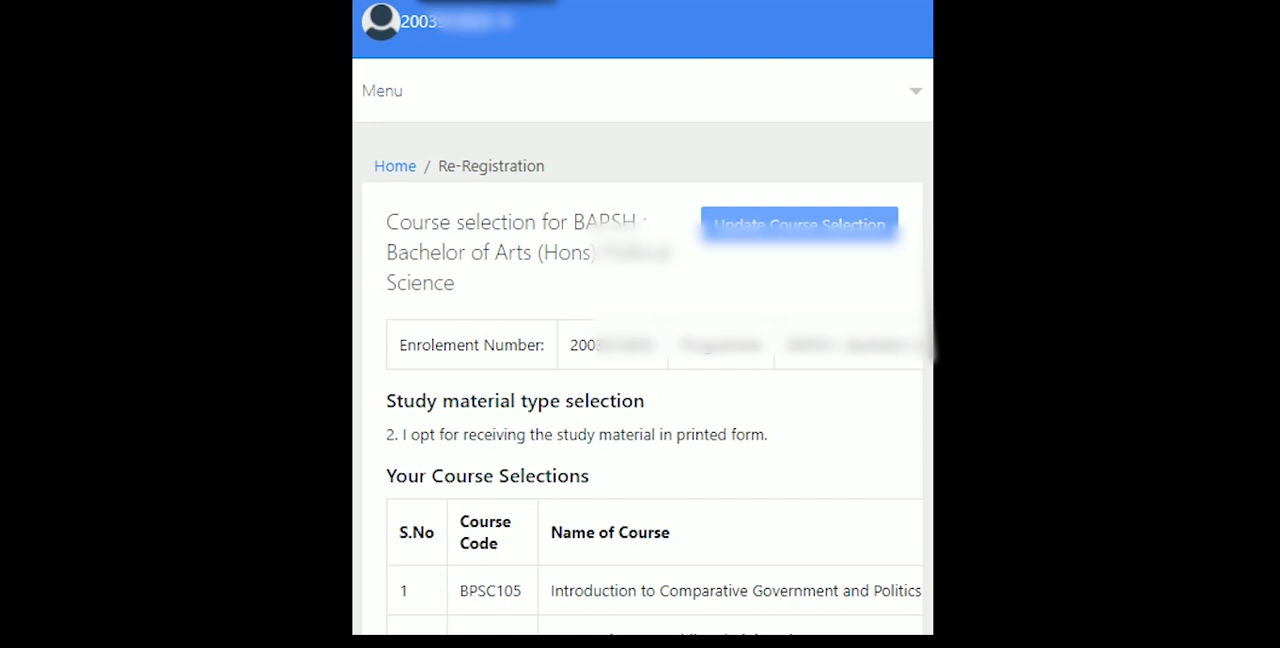 2003
Menu
Home / Re-Registration
Course selection for BAPSH :
Bachelor of Arts (Hons) Political
Science
Update Course Selection
Enrolement Number: 2003
Study material type selection
2. I opt for receiving the study material in printed form.
Your Course Selections
S.No Course Code Name of Course
1 BPSC105 Introduction to Comparative Government and Politics